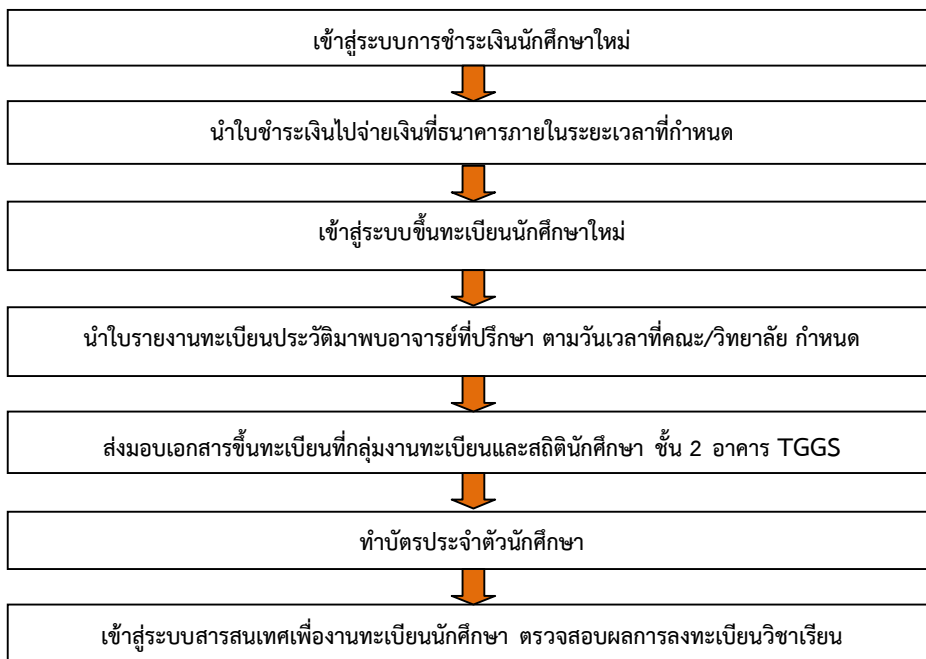 เข้าสู่ระบบการชำระเงินนักศึกษาใหม่
นำใบชำระเงินไปจ่ายเงินที่ธนาคารภายในระยะเวลาที่กำหนด
เข้าสู่ระบบขึ้นทะเบียนนักศึกษาใหม่
นำใบรายงานทะเบียนประวัติมาพบอาจารย์ที่ปรึกษา ตามวันเวลาที่คณะ/วิทยาลัย กำหนด
ส่งมอบเอกสารขึ้นทะเบียนที่กลุ่มงานทะเบียนและสถิตินักศึกษา ชั้น 2 อาคาร TGGS
ทำบัตรประจำตัวนักศึกษา
เข้าสู่ระบบสารสนเทศเพื่องานทะเบียนนักศึกษา ตรวจสอบผลการลงทะเบียนวิชาเรียน